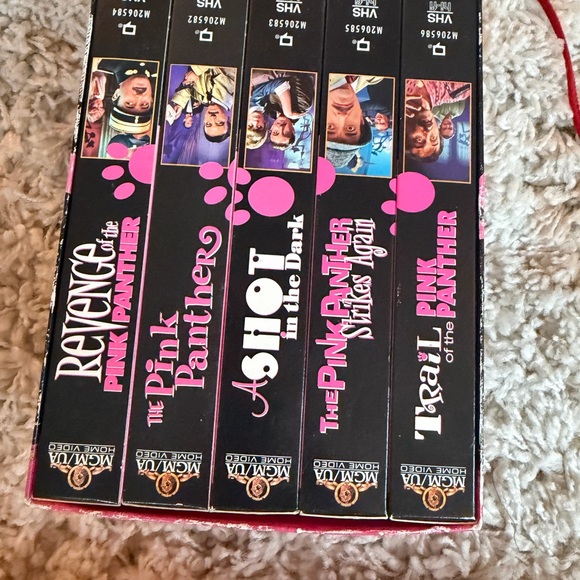 M206584
VHS
REVENGE of the
PINK PANTHER
MGM/UA
HOME VIDEO
M206582
VHS
THE Pink
Panther
MGM/UA
HOME VIDEO
M206583
VHS
A SHOT
in the Dark
MGM/UA
HOME VIDEO
M206585
VHS
THE PINK PANTHER
Strikes Again
MGM/UA
HOME VIDEO
M206586
VHS
TRAIL
of the PINK
PANTHER
MGM/UA
HOME VIDEO